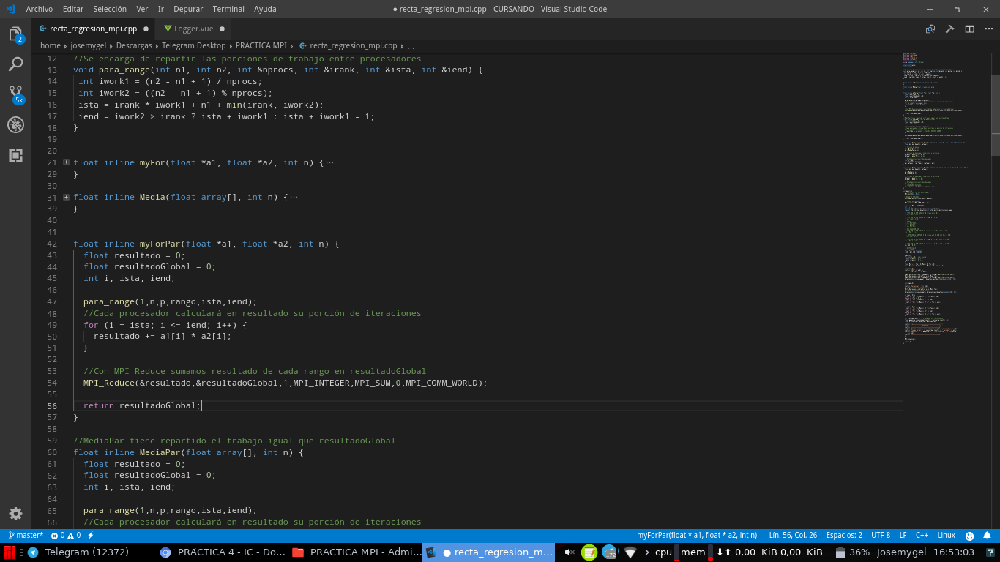 Archivo Editar Selección Ver Ir Depurar Terminal Ayuda
● recta_regresion_mpi.cpp - CURSANDO - Visual Studio Code
recta_regresion_mpi.cpp ● Logger.vue ●
home › josemygel › Descargas › Telegram Desktop › PRACTICA MPI › recta_regresion_mpi.cpp › …
12 //Se encarga de repartir las porciones de trabajo entre procesadores
13 void para_range(int n1, int n2, int &nprocs, int &irank, int &ista, int &iend) {
14 int iwork1 = (n2 - n1 + 1) / nprocs;
15 int iwork2 = ((n2 - n1 + 1) % nprocs);
16 ista = irank * iwork1 + n1 + min(irank, iwork2);
17 iend = iwork2 > irank ? ista + iwork1 : ista + iwork1 - 1;
18 }
19
20
21 float inline myFor(float *a1, float *a2, int n) {···
29 }
30
31 float inline Media(float array[], int n) {···
39 }
40
41
42 float inline myForPar(float *a1, float *a2, int n) {
43 float resultado = 0;
44 float resultadoGlobal = 0;
45 int i, ista, iend;
46
47 para_range(1,n,p,rango,ista,iend);
48 //Cada procesador calculará en resultado su porción de iteraciones
49 for (i = ista; i <= iend; i++) {
50 resultado += a1[i] * a2[i];
51 }
52
53 //Con MPI_Reduce sumamos resultado de cada rango en resultadoGlobal
54 MPI_Reduce(&resultado,&resultadoGlobal,1,MPI_INTEGER,MPI_SUM,0,MPI_COMM_WORLD);
55
56 return resultadoGlobal;
57 }
58
59 //MediaPar tiene repartido el trabajo igual que resultadoGlobal
60 float inline MediaPar(float array[], int n) {
61 float resultado = 0;
62 float resultadoGlobal = 0;
63 int i, ista, iend;
64
65 para_range(1,n,p,rango,ista,iend);
66 //Cada procesador calculará en resultado su porción de iteraciones
2
5k
master* 0 0 myForPar(float * a1, float * a2, int n) Lín. 56, Col. 26 Espacios: 2 UTF-8 LF C++ Linux
Telegram (12372) PRÁCTICA 4 - IC - Do... PRACTICA MPI - Admi... ● recta_regresion_m... cpu mem 0,00 KiB 0,00 KiB 36% Josemygel 16:53:03